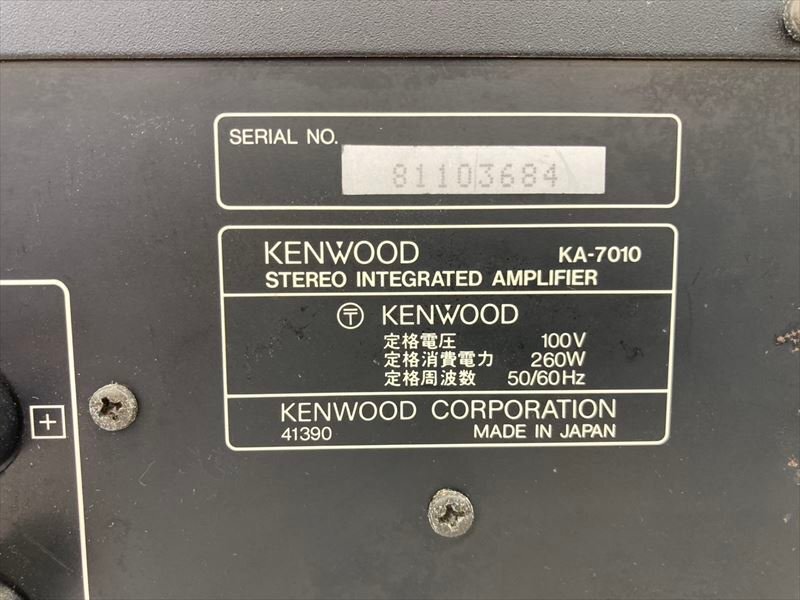 SERIAL NO.
81103684
KENWOOD KA-7010
STEREO INTEGRATED AMPLIFIER
〒 KENWOOD
定格電圧 100V
定格消費電力 260W
定格周波数 50/60Hz
KENWOOD CORPORATION
41390 MADE IN JAPAN
+